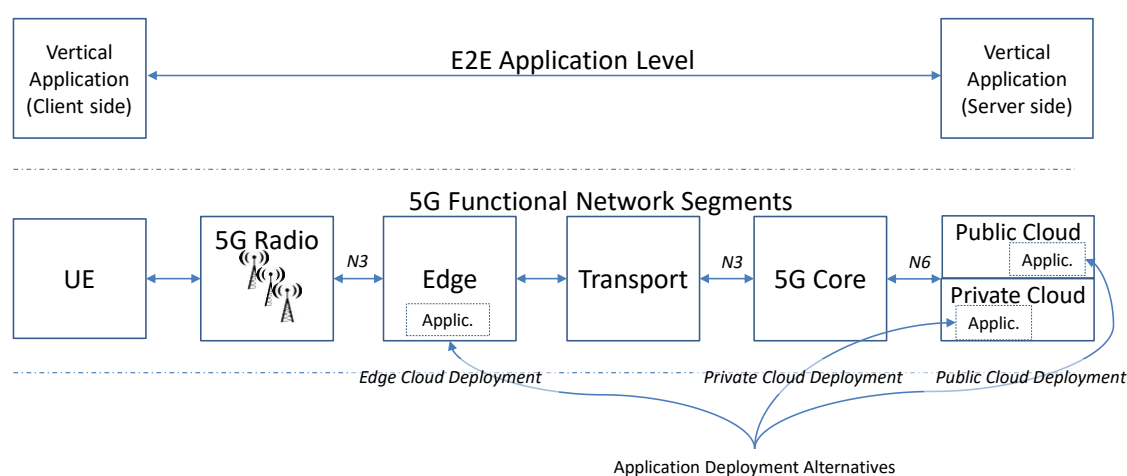 Vertical
Application
(Client side)
E2E Application Level
Vertical
Application
(Server side)
5G Functional Network Segments
UE
5G Radio
N3
Edge
Applic.
Transport
N3
5G Core
N6
Public Cloud
Applic.
Private Cloud
Applic.
Edge Cloud Deployment
Private Cloud Deployment
Public Cloud Deployment
Application Deployment Alternatives